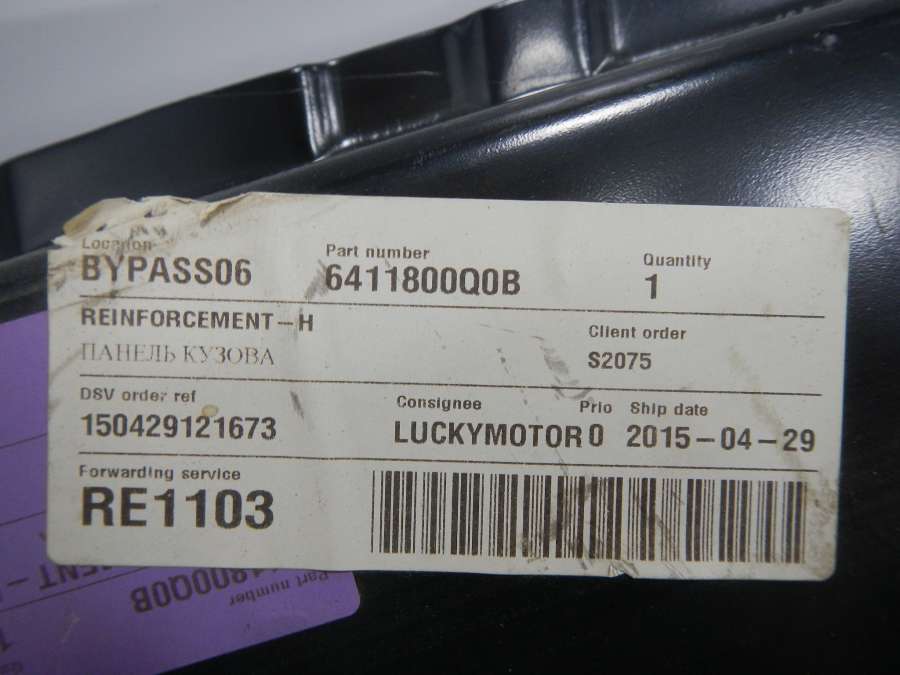 Location Part number Quantity
BYPASS06 6411800Q0B 1
REINFORCEMENT-H Client order
ПАНЕЛЬ КУЗОВА S2075
DSV order ref Consignee Prio Ship date
150429121673 LUCKYMOTOR 0 2015-04-29
Forwarding service
RE1103
Part number
1800Q0B